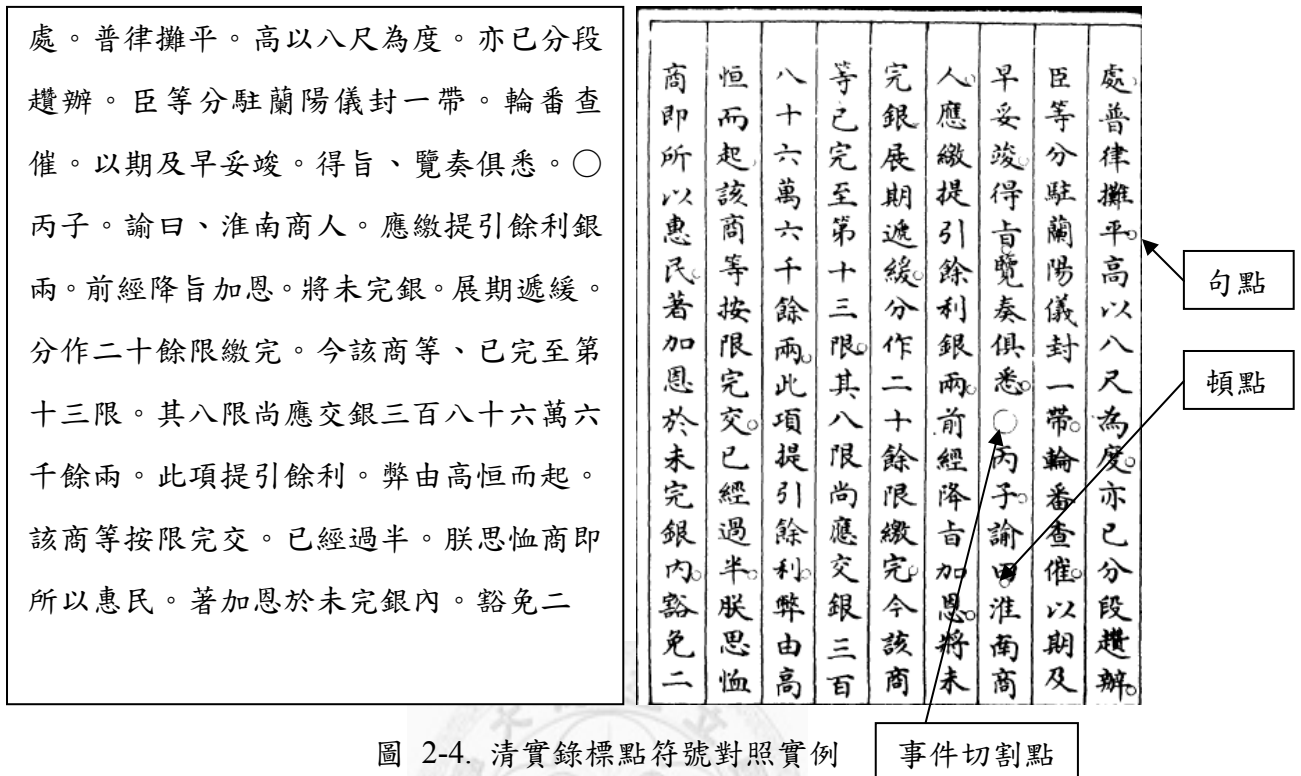 處。普律攤平。高以八尺為度。亦已分段
趲辦。臣等分駐蘭陽儀封一帶。輪番查
催。以期及早妥竣。得旨、覽奏俱悉。○
丙子。諭曰、淮南商人。應繳提引餘利銀
兩。前經降旨加恩。將未完銀。展期遞緩。
分作二十餘限繳完。今該商等、已完至第
十三限。其八限尚應交銀三百八十六萬六
千餘兩。此項提引餘利。弊由高恒而起。
該商等按限完交。已經過半。朕思恤商即
所以惠民。著加恩於未完銀內。豁免二
處。普律攤平。高以八尺為度。亦已分段趲辦。
臣等分駐蘭陽儀封一帶。輪番查催。以期及
早妥竣。得旨、覽奏俱悉。○丙子。諭曰、淮南商
人。應繳提引餘利銀兩。前經降旨加恩。將未
完銀展期遞緩。分作二十餘限繳完。今該商
等已完至第十三限。其八限尚應交銀三百
八十六萬六千餘兩。此項提引餘利。弊由高
恒而起。該商等按限完交。已經過半。朕思恤
商即所以惠民。著加恩於未完銀內。豁免二
句點
頓點
事件切割點
圖 2-4. 清實錄標點符號對照實例